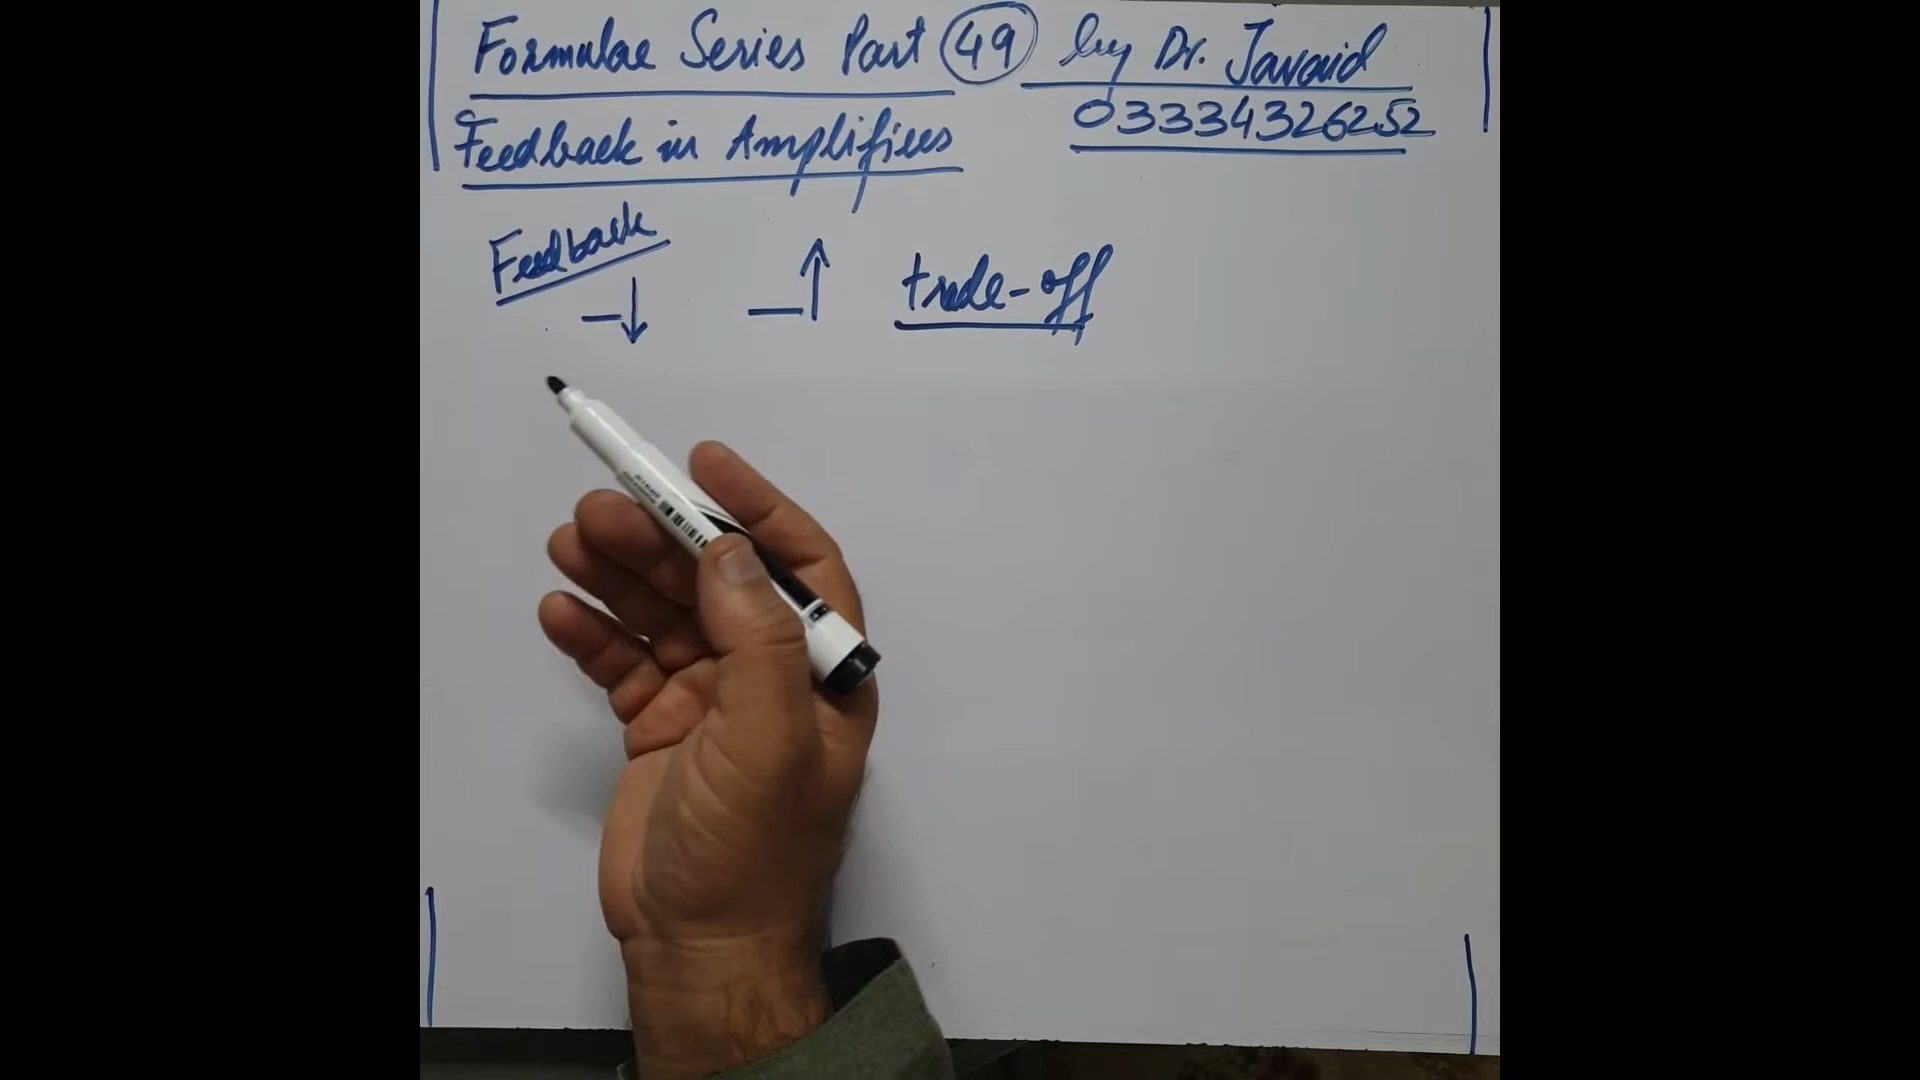 Formulae Series Part 49 by Dr. Javaid
03334326252
Feedback in Amplifiers
Feedback
trade-off